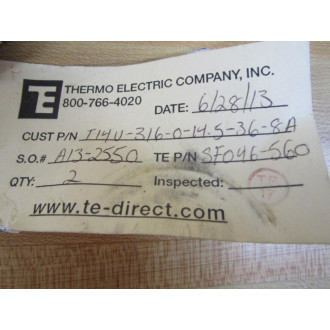 TE THERMO ELECTRIC COMPANY, INC.
800-766-4020 DATE: 6/28/13
CUST P/N J14U-316-0-14.5-36-8A
S.O.# A13-2550 TE P/N SF046-560
QTY: 2 Inspected:
www.te-direct.com